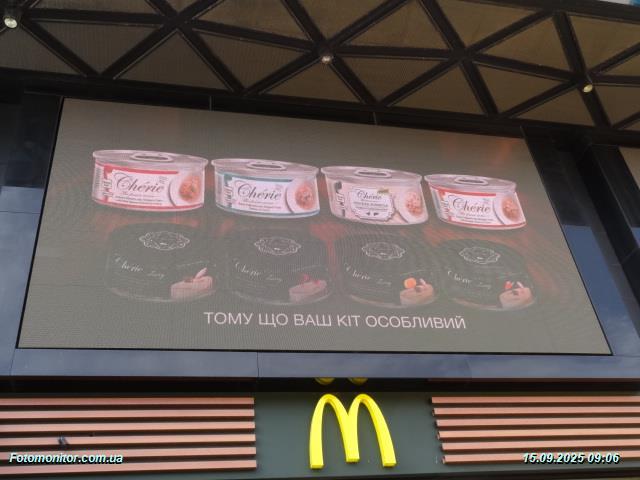 Chérie Chérie Chérie Chérie
Chérie Chérie Chérie Chérie
ТОМУ ЩО ВАШ КІТ ОСОБЛИВИЙ
Fotomonitor.com.ua
15.09.2025 09:06